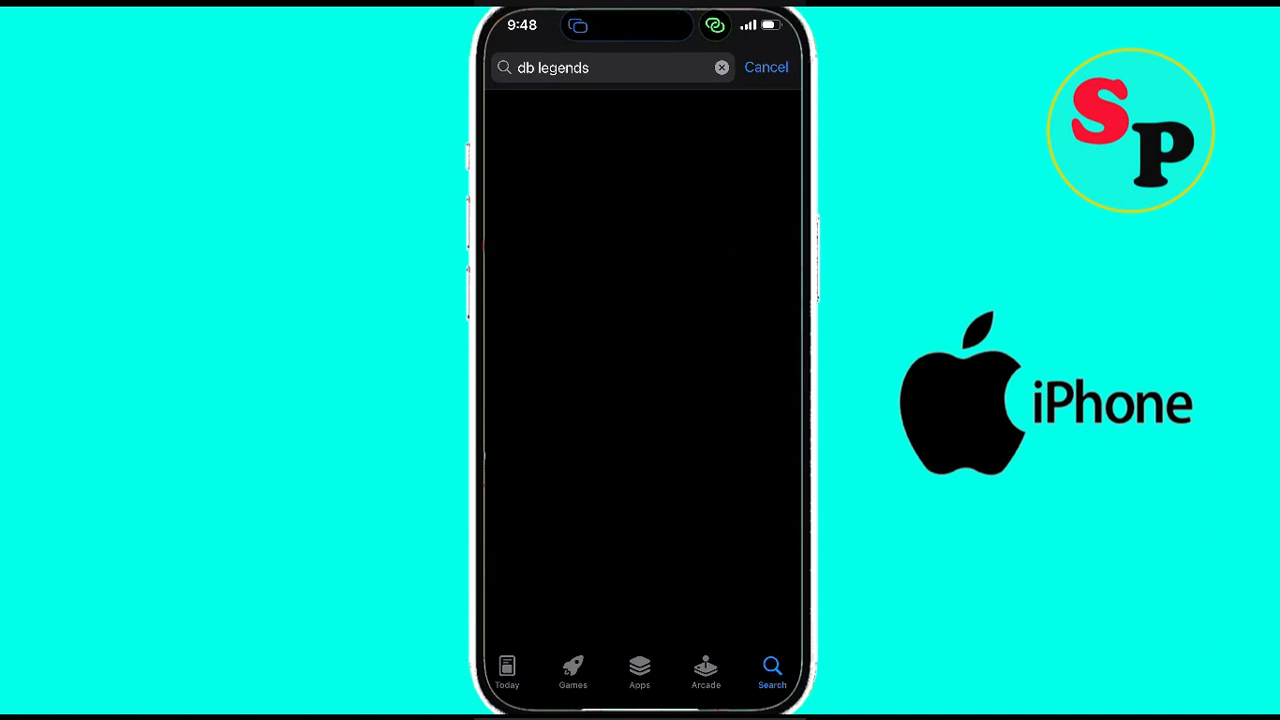 9:48
db legends
Cancel
SP
iPhone
Today
Games
Apps
Arcade
Search